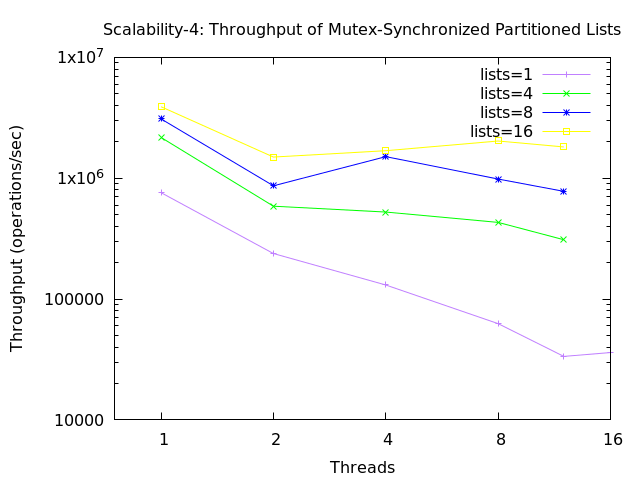 Scalability-4: Throughput of Mutex-Synchronized Partitioned Lists
1x10^7
1x10^6
100000
10000
Throughput (operations/sec)
lists=1
lists=4
lists=8
lists=16
1 2 4 8 16
Threads